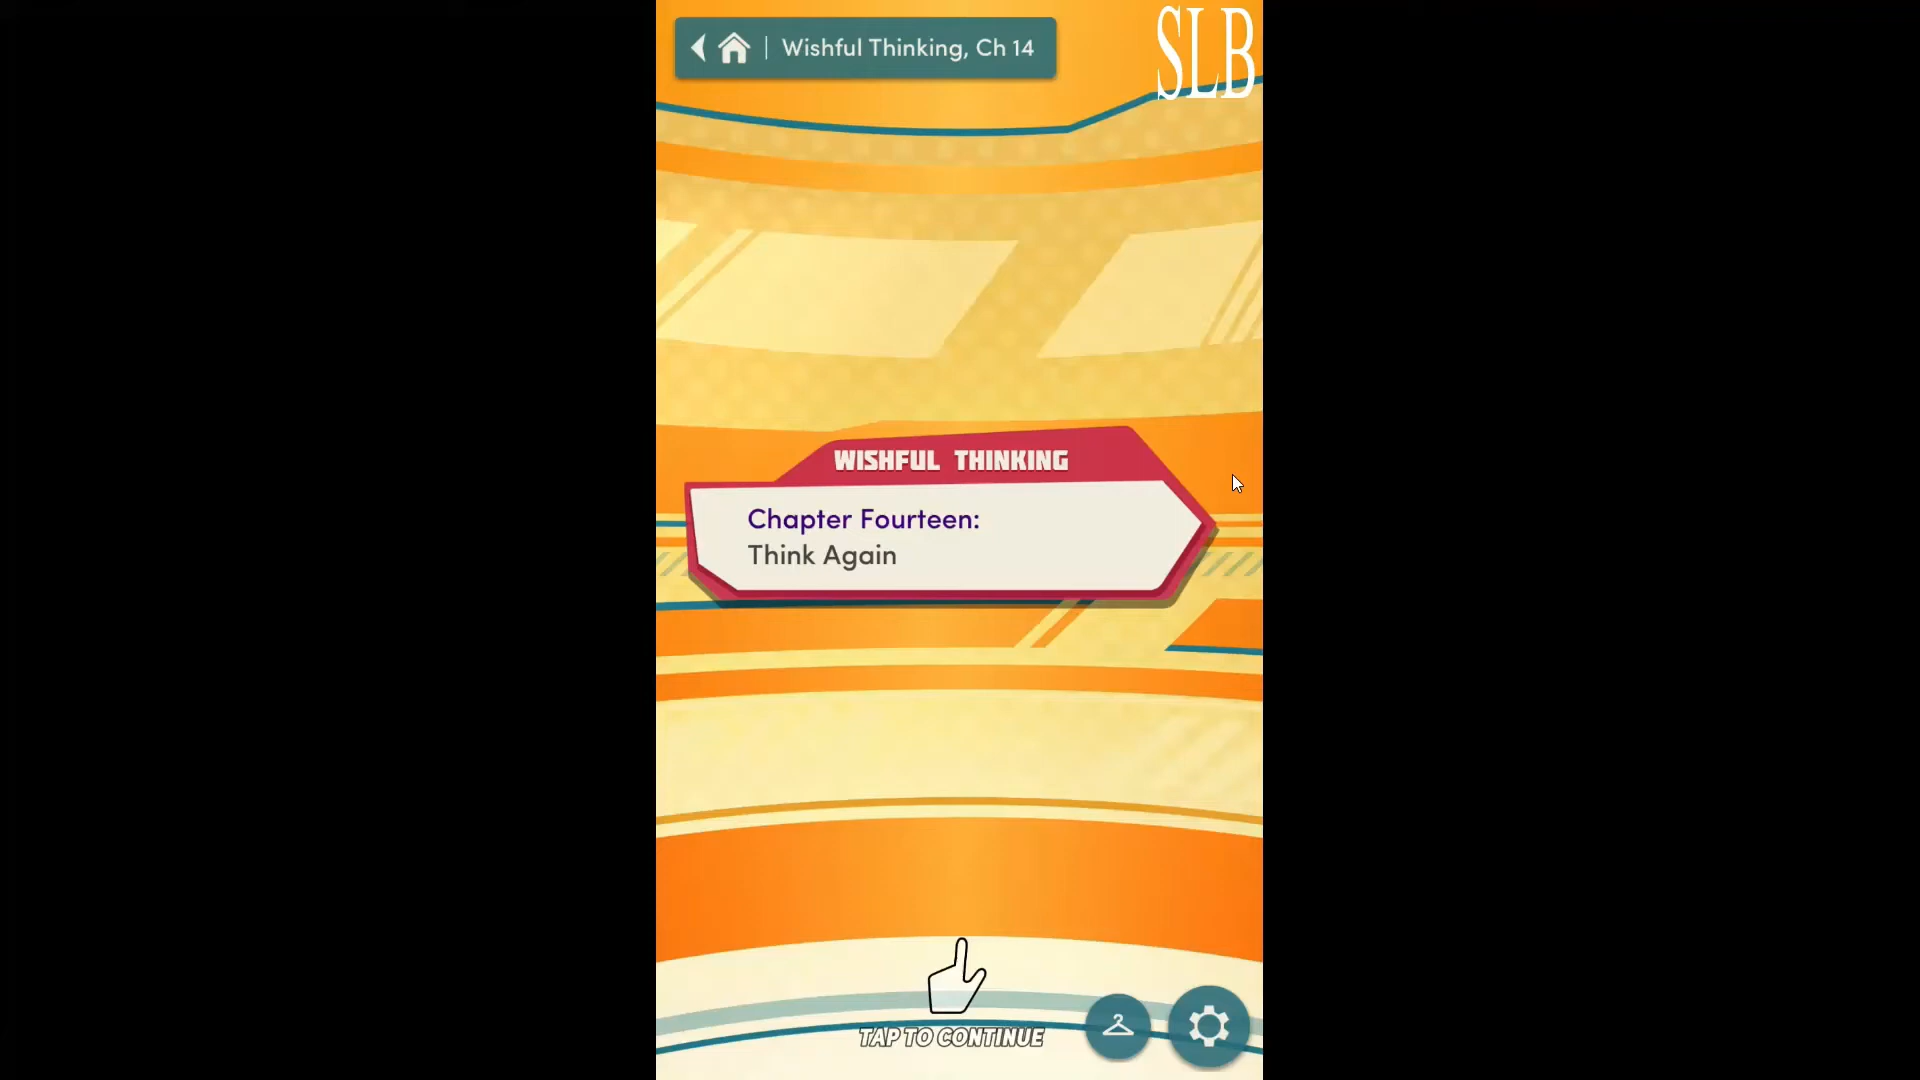 Wishful Thinking, Ch 14
SLB
WISHFUL THINKING
Chapter Fourteen:
Think Again
TAP TO CONTINUE